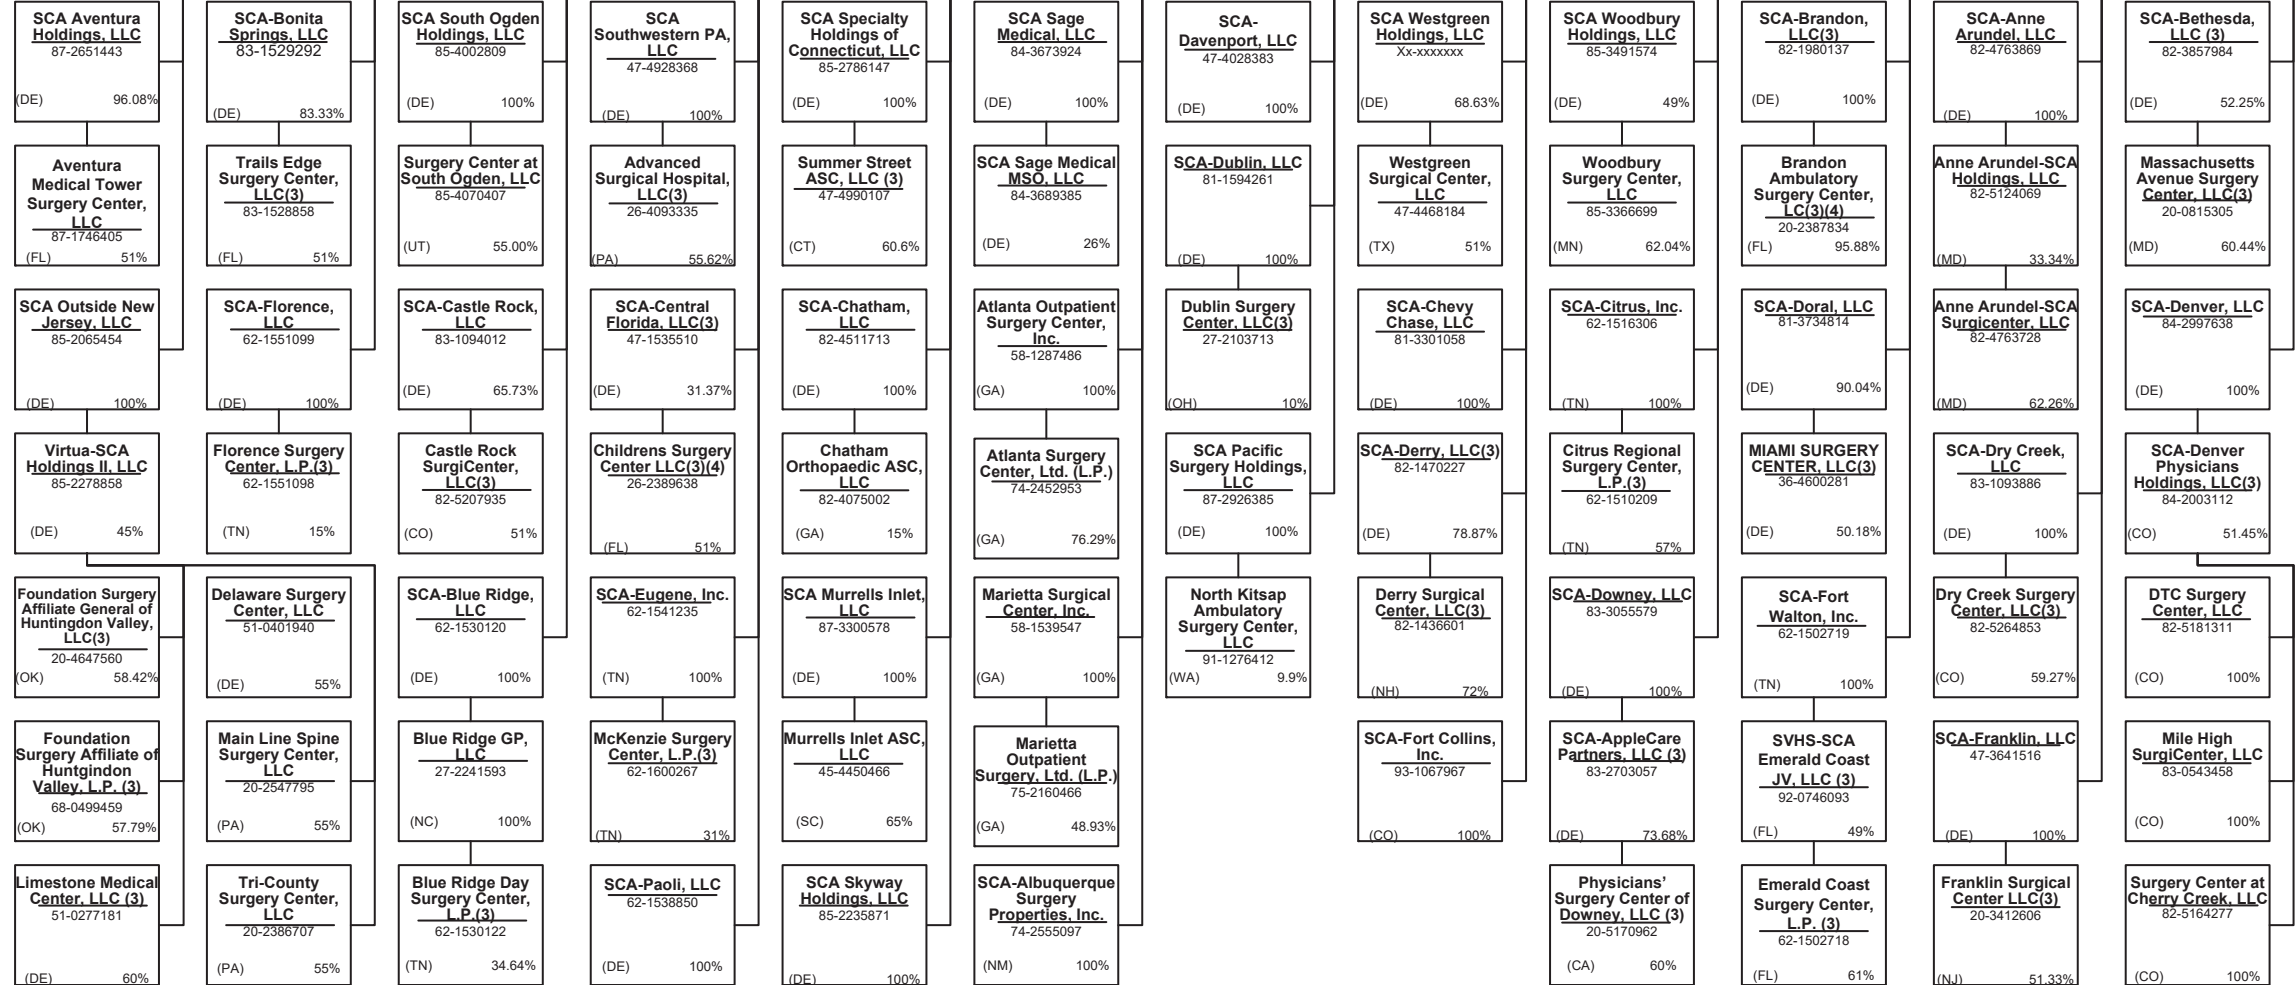 SCA Aventura
Holdings, LLC
87-2651443
(DE) 96.08%
SCA-Bonita
Springs, LLC
83-1529292
(DE) 83.33%
SCA South Ogden
Holdings, LLC
85-4002809
(DE) 100%
SCA
Southwestern PA,
LLC
47-4928368
(DE) 100%
SCA Specialty
Holdings of
Connecticut, LLC
85-2786147
(DE) 100%
SCA Sage
Medical, LLC
84-3673924
(DE) 100%
SCA-
Davenport, LLC
47-4028383
(DE) 100%
SCA Westgreen
Holdings, LLC
Xx-xxxxxxx
(DE) 68.63%
SCA Woodbury
Holdings, LLC
85-3491574
(DE) 49%
SCA-Brandon,
LLC(3)
82-1980137
(DE) 100%
SCA-Anne
Arundel, LLC
82-4763869
(DE) 100%
SCA-Bethesda,
LLC (3)
82-3857984
(DE) 52.25%
Aventura
Medical Tower
Surgery Center,
LLC
87-1746405
(FL) 51%
Trails Edge
Surgery Center,
LLC(3)
83-1528858
(FL) 51%
Surgery Center at
South Ogden, LLC
85-4070407
(UT) 55.00%
Advanced
Surgical Hospital,
LLC(3)
26-4093335
(PA) 55.62%
Summer Street
ASC, LLC (3)
47-4990107
(CT) 60.6%
SCA Sage Medical
MSO, LLC
84-3689385
(DE) 26%
SCA-Dublin, LLC
81-1594261
(DE) 100%
Westgreen
Surgical Center,
LLC
47-4468184
(TX) 51%
Woodbury
Surgery Center,
LLC
85-3366699
(MN) 62.04%
Brandon
Ambulatory
Surgery Center,
LC(3)(4)
20-2387834
(FL) 95.88%
Anne Arundel-SCA
Holdings, LLC
82-5124069
(MD) 33.34%
Massachusetts
Avenue Surgery
Center, LLC(3)
20-0815305
(MD) 60.44%
SCA Outside New
Jersey, LLC
85-2065454
(DE) 100%
SCA-Florence,
LLC
62-1551099
(DE) 100%
SCA-Castle Rock,
LLC
83-1094012
(DE) 65.73%
SCA-Central
Florida, LLC(3)
47-1535510
(DE) 31.37%
SCA-Chatham,
LLC
82-4511713
(DE) 100%
Atlanta Outpatient
Surgery Center,
Inc.
58-1287486
(GA) 100%
Dublin Surgery
Center, LLC(3)
27-2103713
(OH) 10%
SCA-Chevy
Chase, LLC
81-3301058
(DE) 100%
SCA-Citrus, Inc.
62-1516306
(TN) 100%
SCA-Doral, LLC
81-3734814
(DE) 90.04%
Anne Arundel-SCA
Surgicenter, LLC
82-4763728
(MD) 62.26%
SCA-Denver, LLC
84-2997638
(DE) 100%
Virtua-SCA
Holdings II, LLC
85-2278858
(DE) 45%
Florence Surgery
Center, L.P.(3)
62-1551098
(TN) 15%
Castle Rock
SurgiCenter,
LLC(3)
82-5207935
(CO) 51%
Childrens Surgery
Center LLC(3)(4)
26-2389638
(FL) 51%
Chatham
Orthopaedic ASC,
LLC
82-4075002
(GA) 15%
Atlanta Surgery
Center, Ltd. (L.P.)
74-2452953
(GA) 76.29%
SCA Pacific
Surgery Holdings,
LLC
87-2926385
(DE) 100%
SCA-Derry, LLC(3)
82-1470227
(DE) 78.87%
Citrus Regional
Surgery Center,
L.P.(3)
62-1510209
(TN) 57%
MIAMI SURGERY
CENTER, LLC(3)
36-4600281
(DE) 50.18%
SCA-Dry Creek,
LLC
83-1093886
(DE) 100%
SCA-Denver
Physicians
Holdings, LLC(3)
84-2003112
(CO) 51.45%
Foundation Surgery
Affiliate General of
Huntingdon Valley,
LLC(3)
20-4647560
(OK) 58.42%
Delaware Surgery
Center, LLC
51-0401940
(DE) 55%
SCA-Blue Ridge,
LLC
62-1530120
(DE) 100%
SCA-Eugene, Inc.
62-1541235
(TN) 100%
SCA Murrells Inlet,
LLC
87-3300578
(DE) 100%
Marietta Surgical
Center, Inc.
58-1539547
(GA) 100%
North Kitsap
Ambulatory
Surgery Center,
LLC
91-1276412
(WA) 9.9%
Derry Surgical
Center, LLC(3)
82-1436601
(NH) 72%
SCA-Downey, LLC
83-3055579
(DE) 100%
SCA-Fort
Walton, Inc.
62-1502719
(TN) 100%
Dry Creek Surgery
Center, LLC(3)
82-5264853
(CO) 59.27%
DTC Surgery
Center, LLC
82-5181311
(CO) 100%
Foundation
Surgery Affiliate of
Huntgindon
Valley, L.P. (3)
68-0499459
(OK) 57.79%
Main Line Spine
Surgery Center,
LLC
20-2547795
(PA) 55%
Blue Ridge GP,
LLC
27-2241593
(NC) 100%
McKenzie Surgery
Center, L.P.(3)
62-1600267
(TN) 31%
Murrells Inlet ASC,
LLC
45-4450466
(SC) 65%
Marietta
Outpatient
Surgery, Ltd. (L.P.)
75-2160466
(GA) 48.93%
SCA-Fort Collins,
Inc.
93-1067967
(CO) 100%
SCA-AppleCare
Partners, LLC (3)
83-2703057
(DE) 73.68%
SVHS-SCA
Emerald Coast
JV, LLC (3)
92-0746093
(FL) 49%
SCA-Franklin, LLC
47-3641516
(DE) 100%
Mile High
SurgiCenter, LLC
83-0543458
(CO) 100%
Limestone Medical
Center, LLC (3)
51-0277181
(DE) 60%
Tri-County
Surgery Center,
LLC
20-2386707
(PA) 55%
Blue Ridge Day
Surgery Center,
L.P.(3)
62-1530122
(TN) 34.64%
SCA-Paoli, LLC
62-1538850
(DE) 100%
SCA Skyway
Holdings, LLC
85-2235871
(DE) 100%
SCA-Albuquerque
Surgery
Properties, Inc.
74-2555097
(NM) 100%
Physicians’
Surgery Center of
Downey, LLC (3)
20-5170962
(CA) 60%
Emerald Coast
Surgery Center,
L.P. (3)
62-1502718
(FL) 61%
Franklin Surgical
Center LLC(3)
20-3412606
(NJ) 51.33%
Surgery Center at
Cherry Creek, LLC
82-5164277
(CO) 100%